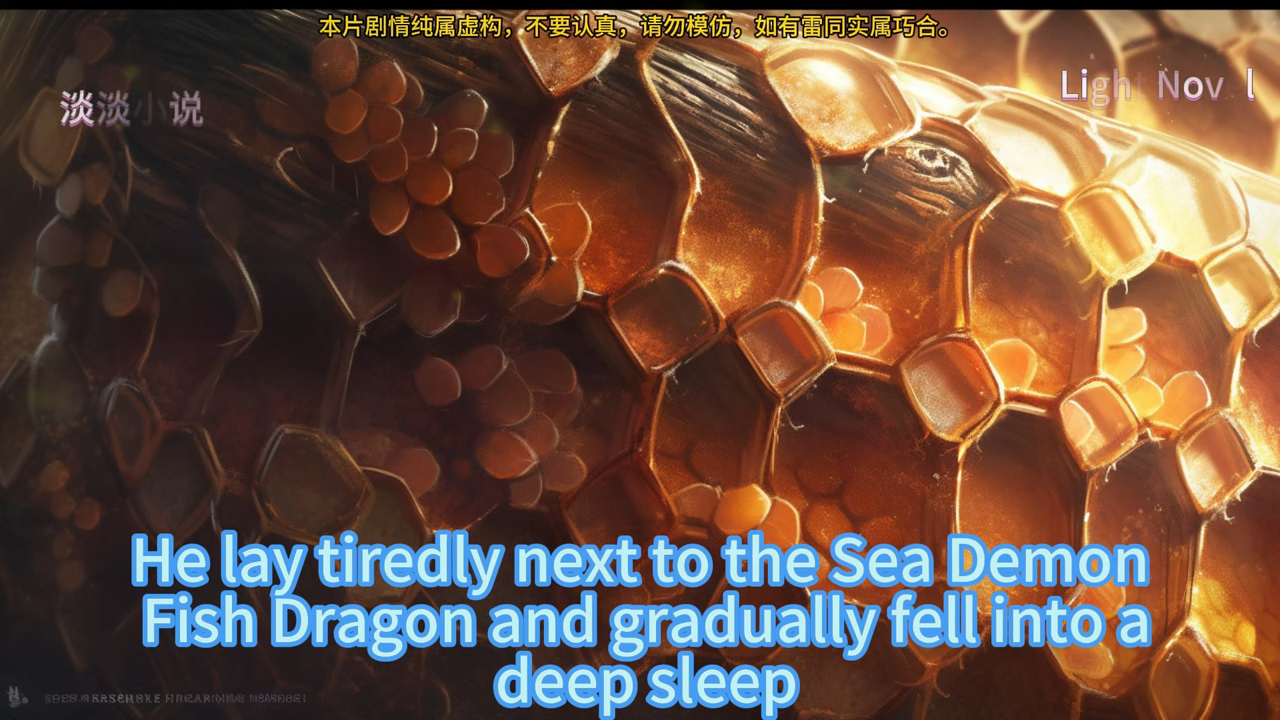 本片剧情纯属虚构，不要认真，请勿模仿，如有雷同实属巧合。
淡淡小说
Light Nov l
He lay tiredly next to the Sea Demon
Fish Dragon and gradually fell into a
deep sleep